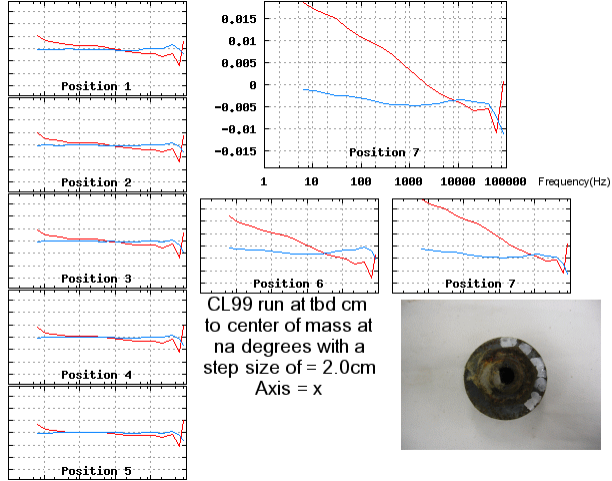 Position 1
Position 2
Position 3
Position 4
Position 5
0.015
0.01
0.005
0
-0.005
-0.01
-0.015
Position 7
1 10 100 1000 10000 100000 Frequency(Hz)
Position 6
Position 7
CL99 run at tbd cm
to center of mass at
na degrees with a
step size of = 2.0cm
Axis = x